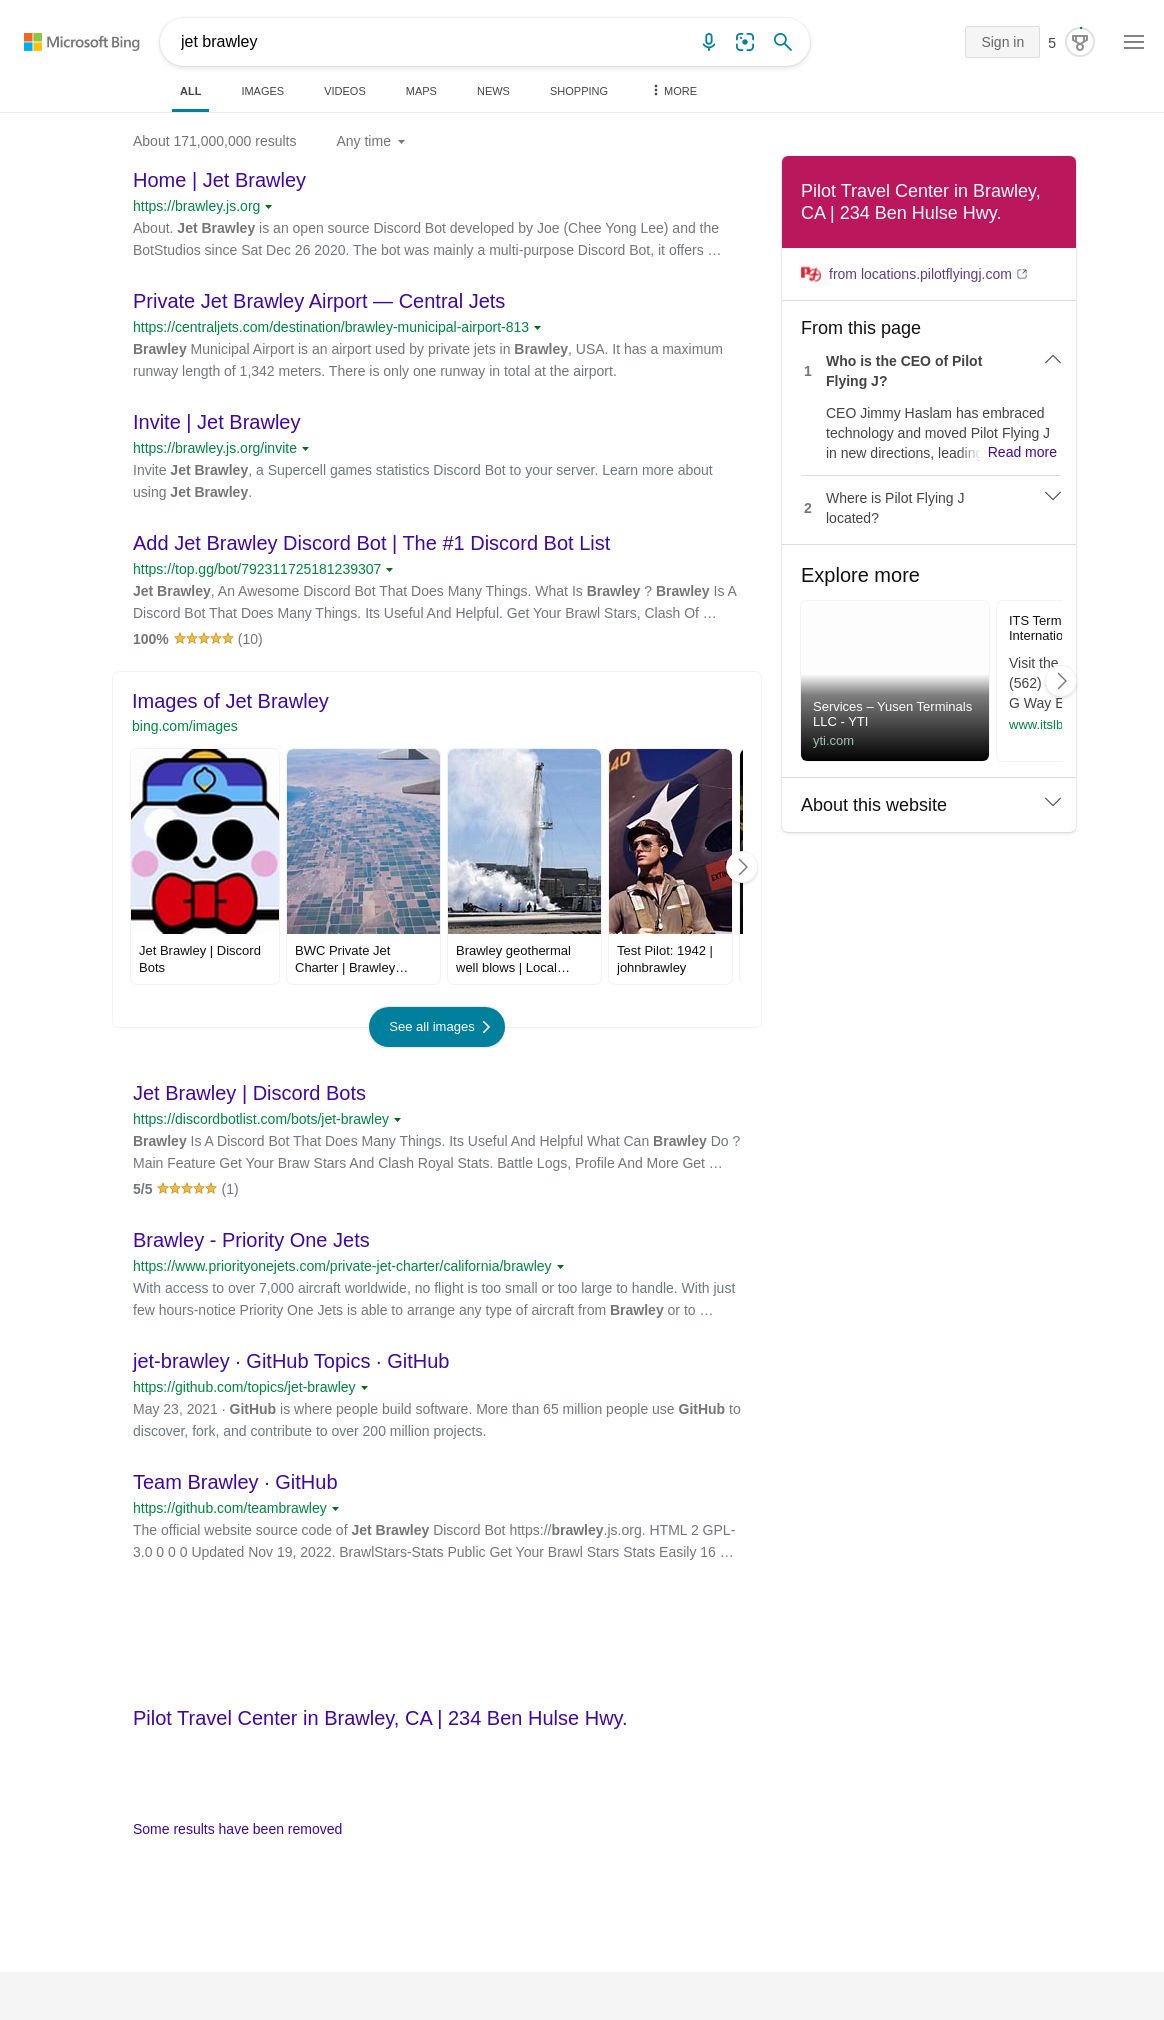 Microsoft Bing
jet brawley
Sign in
5
ALL
IMAGES
VIDEOS
MAPS
NEWS
SHOPPING
MORE
About 171,000,000 results
Any time
Home | Jet Brawley
https://brawley.js.org
About. Jet Brawley is an open source Discord Bot developed by Joe (Chee Yong Lee) and the
BotStudios since Sat Dec 26 2020. The bot was mainly a multi-purpose Discord Bot, it offers …
Private Jet Brawley Airport — Central Jets
https://centraljets.com/destination/brawley-municipal-airport-813
Brawley Municipal Airport is an airport used by private jets in Brawley, USA. It has a maximum
runway length of 1,342 meters. There is only one runway in total at the airport.
Invite | Jet Brawley
https://brawley.js.org/invite
Invite Jet Brawley, a Supercell games statistics Discord Bot to your server. Learn more about
using Jet Brawley.
Add Jet Brawley Discord Bot | The #1 Discord Bot List
https://top.gg/bot/792311725181239307
Jet Brawley, An Awesome Discord Bot That Does Many Things. What Is Brawley ? Brawley Is A
Discord Bot That Does Many Things. Its Useful And Helpful. Get Your Brawl Stars, Clash Of …
100% (10)
Images of Jet Brawley
bing.com/images
40
EXTIN
Jet Brawley | Discord
Bots
BWC Private Jet
Charter | Brawley…
Brawley geothermal
well blows | Local…
Test Pilot: 1942 |
johnbrawley
See all images
Jet Brawley | Discord Bots
https://discordbotlist.com/bots/jet-brawley
Brawley Is A Discord Bot That Does Many Things. Its Useful And Helpful What Can Brawley Do ?
Main Feature Get Your Braw Stars And Clash Royal Stats. Battle Logs, Profile And More Get …
5/5 (1)
Brawley - Priority One Jets
https://www.priorityonejets.com/private-jet-charter/california/brawley
With access to over 7,000 aircraft worldwide, no flight is too small or too large to handle. With just
few hours-notice Priority One Jets is able to arrange any type of aircraft from Brawley or to …
jet-brawley · GitHub Topics · GitHub
https://github.com/topics/jet-brawley
May 23, 2021 · GitHub is where people build software. More than 65 million people use GitHub to
discover, fork, and contribute to over 200 million projects.
Team Brawley · GitHub
https://github.com/teambrawley
The official website source code of Jet Brawley Discord Bot https://brawley.js.org. HTML 2 GPL-
3.0 0 0 0 Updated Nov 19, 2022. BrawlStars-Stats Public Get Your Brawl Stars Stats Easily 16 …
Pilot Travel Center in Brawley, CA | 234 Ben Hulse Hwy.
Some results have been removed
Pilot Travel Center in Brawley,
CA | 234 Ben Hulse Hwy.
from locations.pilotflyingj.com
From this page
1
Who is the CEO of Pilot
Flying J?
CEO Jimmy Haslam has embraced
technology and moved Pilot Flying J
in new directions, leading Read more
2
Where is Pilot Flying J
located?
Explore more
Services – Yusen Terminals
LLC - YTI
yti.com
ITS Term
Internatio
Visit the
(562)
G Way E
www.itslb
About this website